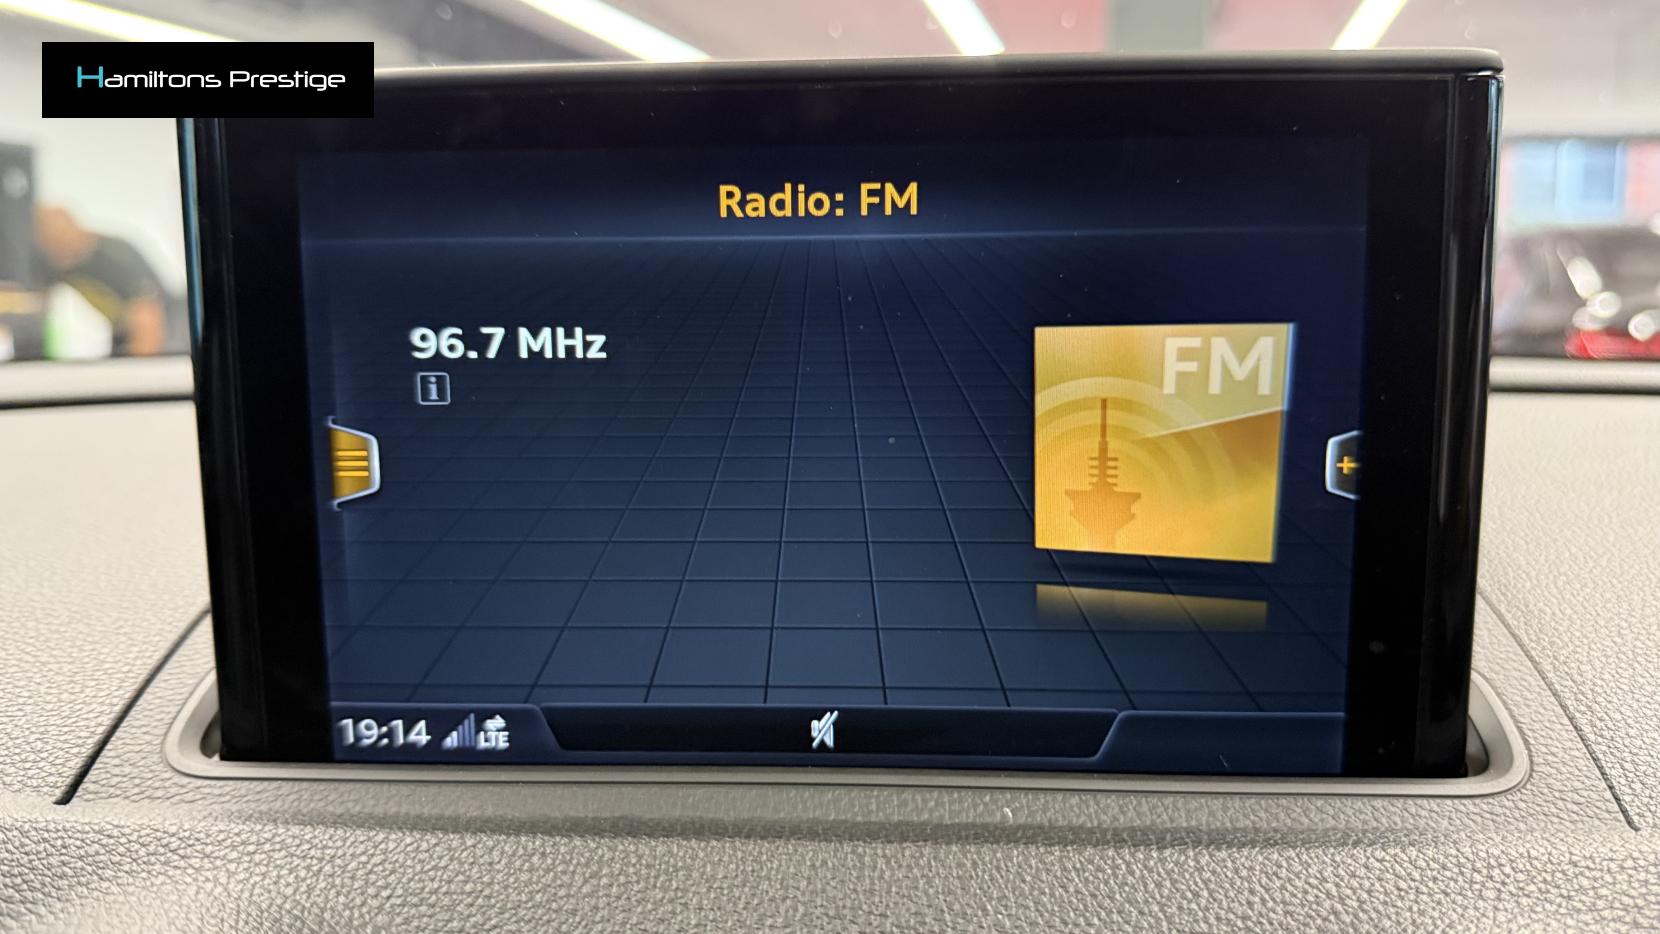 Hamiltons Prestige
Radio: FM
96.7 MHz
i
FM
19:14 LTE